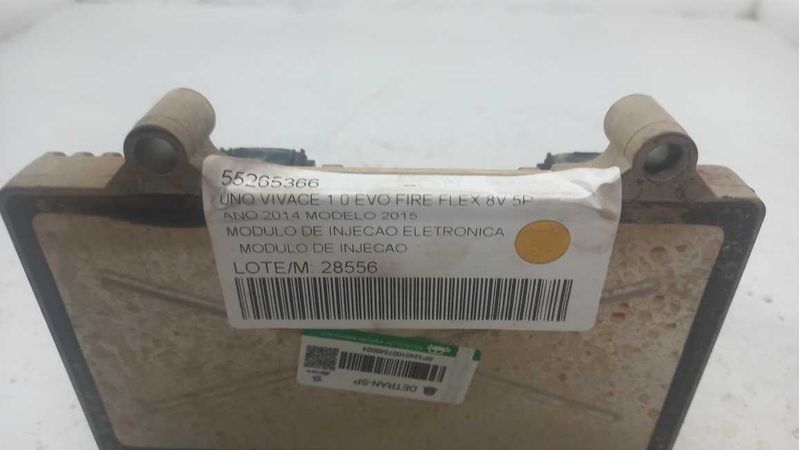 55265366
UNO VIVACE 1 0 EVO FIRE FLEX 8V 5P
ANO 2014 MODELO 2015
MODULO DE INJECAO ELETRONICA
MODULO DE INJECAO
LOTE/M: 28556
DETRAN-SP